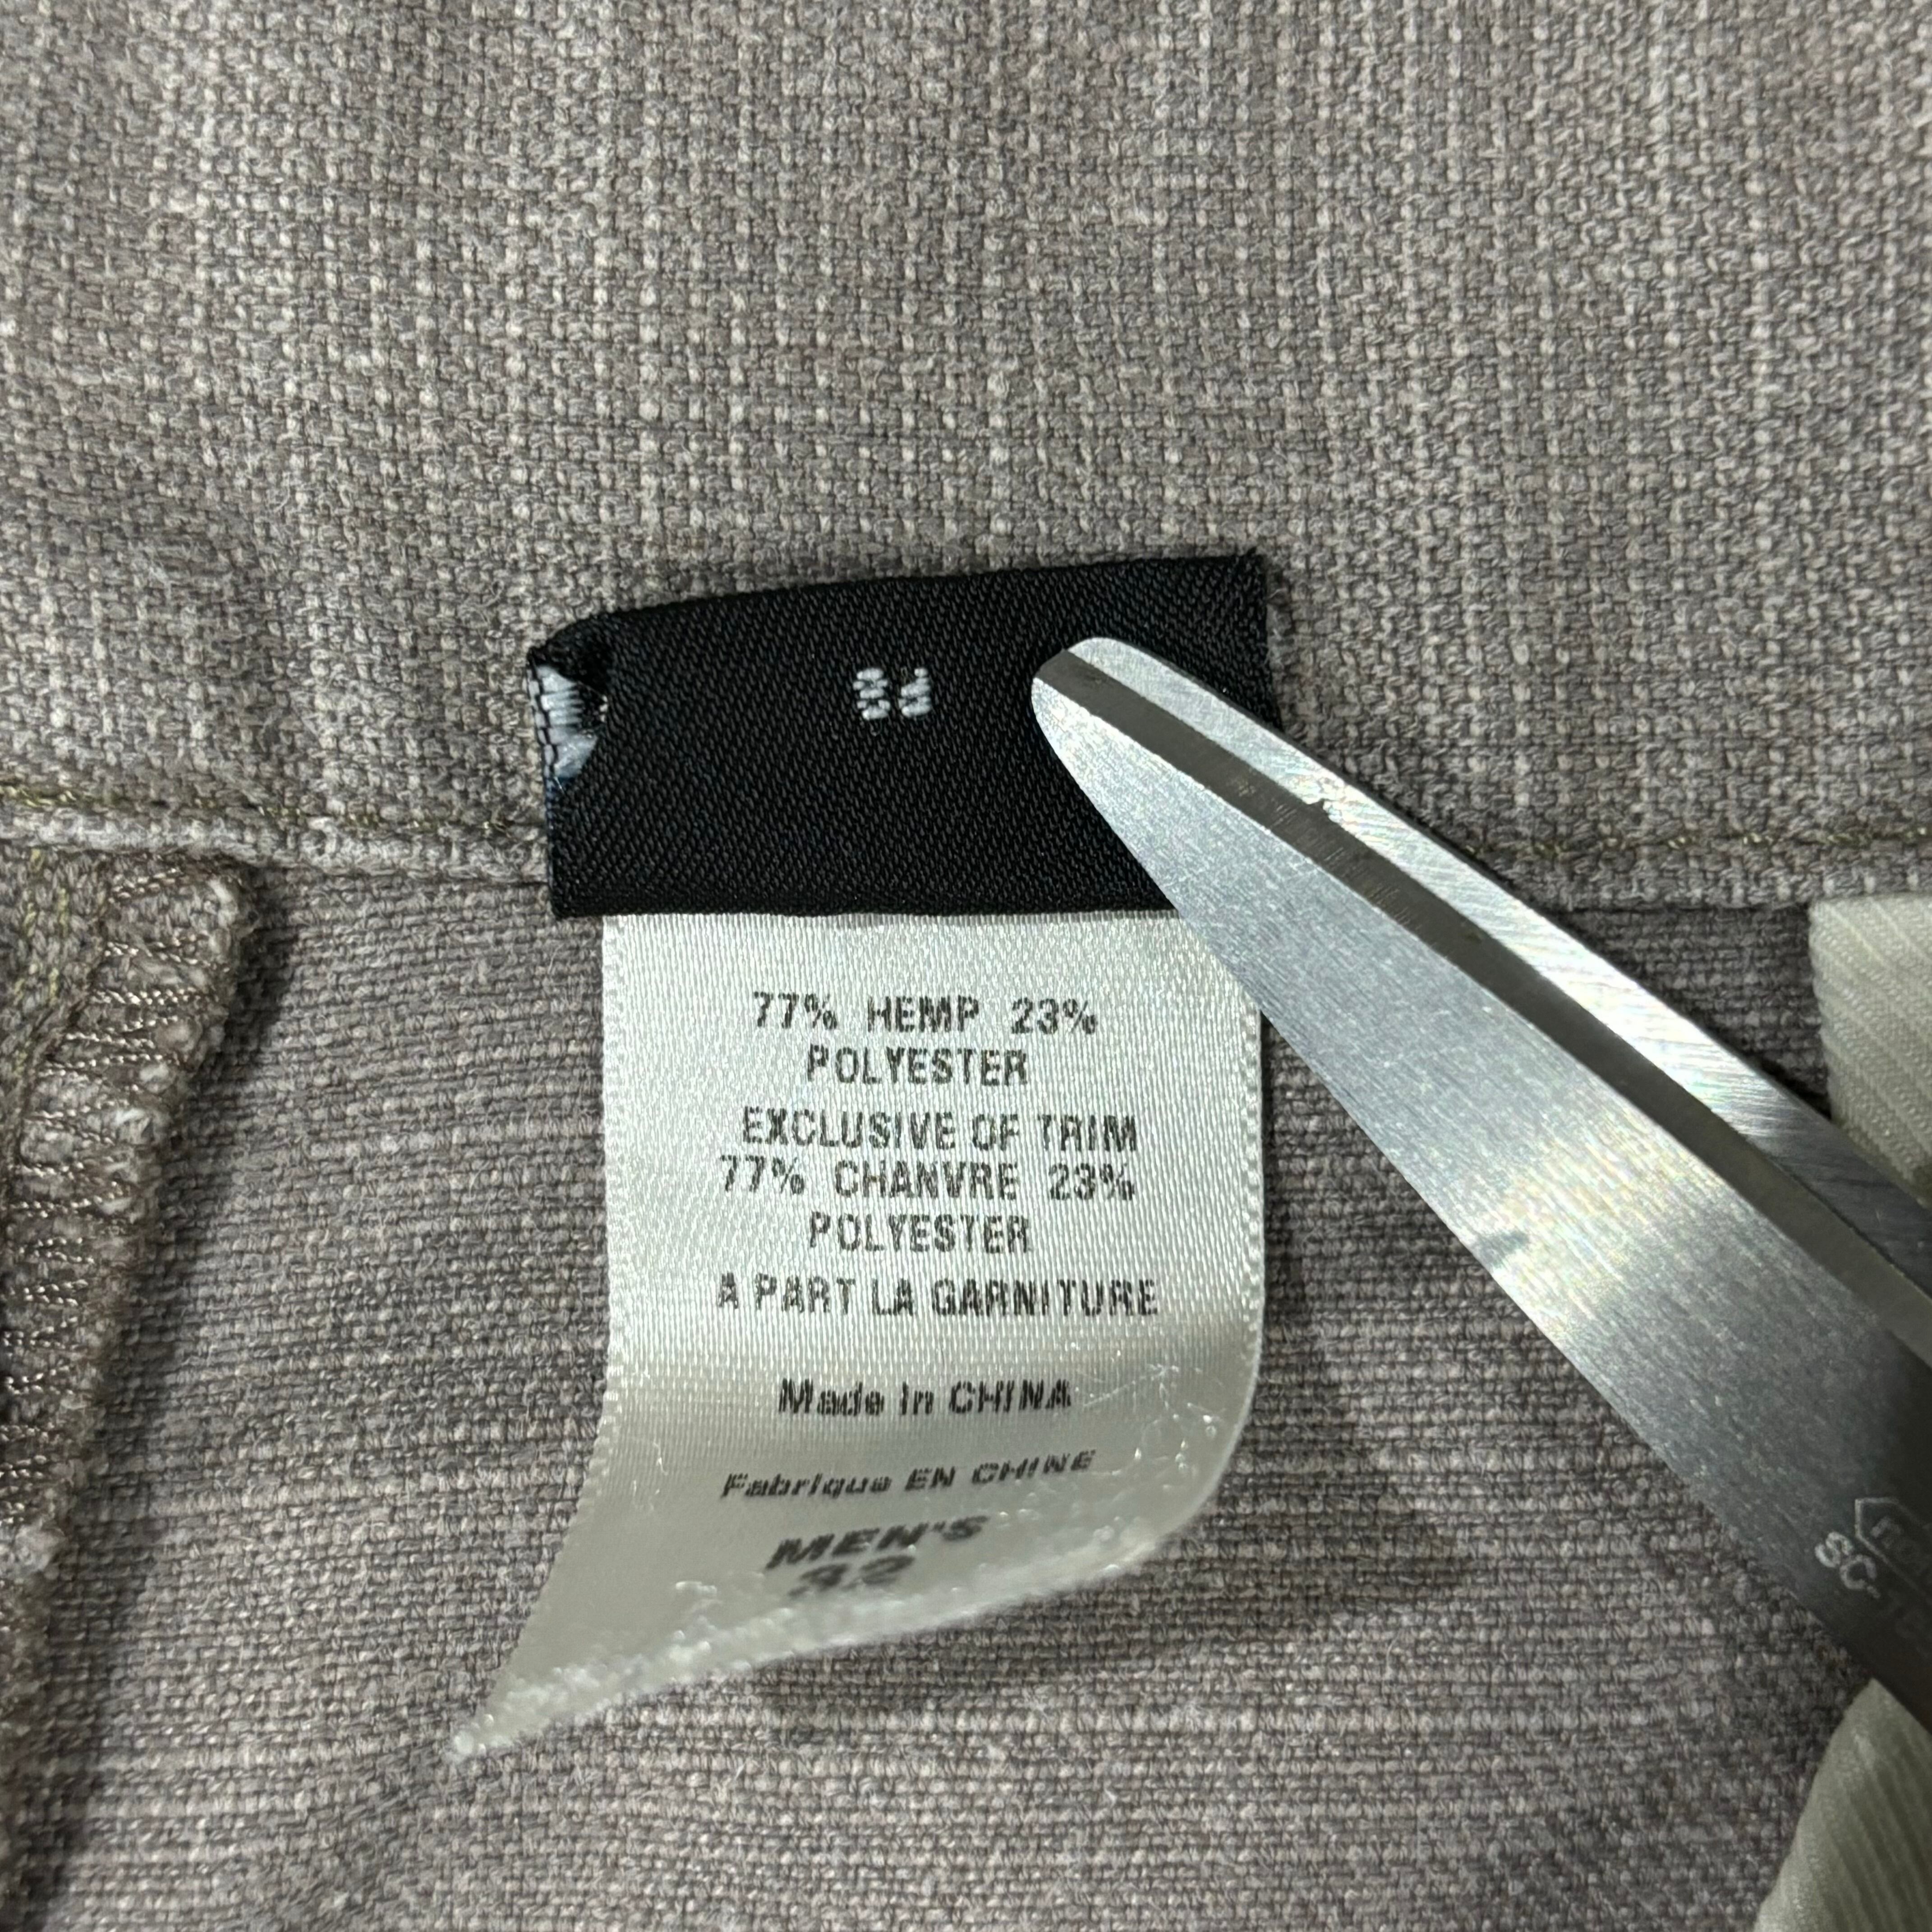 77% HEMP 23%
POLYESTER
EXCLUSIVE OF TRIM
77% CHANVRE 23%
POLYESTER
A PART LA GARNITURE
Made in CHINA
Fabrique EN CHINE
MEN'S
32
SC